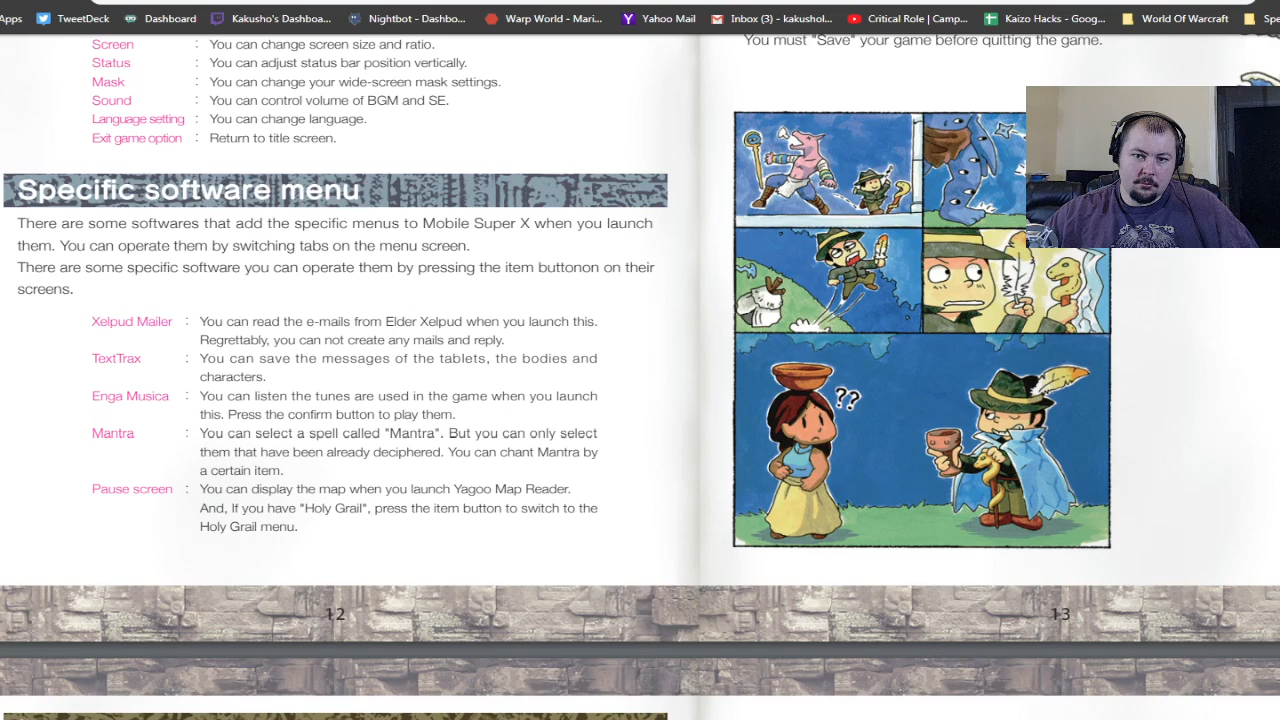 Apps
TweetDeck
Dashboard
Kakusho's Dashboa...
Nightbot - Dashbo...
Warp World - Mari...
Yahoo Mail
Inbox (3) - kakushol...
Critical Role | Camp...
Kaizo Hacks - Goog...
World Of Warcraft
Spe
Screen : You can change screen size and ratio.
Status : You can adjust status bar position vertically.
Mask : You can change your wide-screen mask settings.
Sound : You can control volume of BGM and SE.
Language setting : You can change language.
Exit game option : Return to title screen.
Specific software menu
There are some softwares that add the specific menus to Mobile Super X when you launch
them. You can operate them by switching tabs on the menu screen.
There are some specific software you can operate them by pressing the item buttonon on their
screens.
Xelpud Mailer : You can read the e-mails from Elder Xelpud when you launch this.
Regrettably, you can not create any mails and reply.
TextTrax : You can save the messages of the tablets, the bodies and
characters.
Enga Musica : You can listen the tunes are used in the game when you launch
this. Press the confirm button to play them.
Mantra : You can select a spell called "Mantra". But you can only select
them that have been already deciphered. You can chant Mantra by
a certain item.
Pause screen : You can display the map when you launch Yagoo Map Reader.
And, If you have "Holy Grail", press the item button to switch to the
Holy Grail menu.
12
You must "Save" your game before quitting the game.
??
13